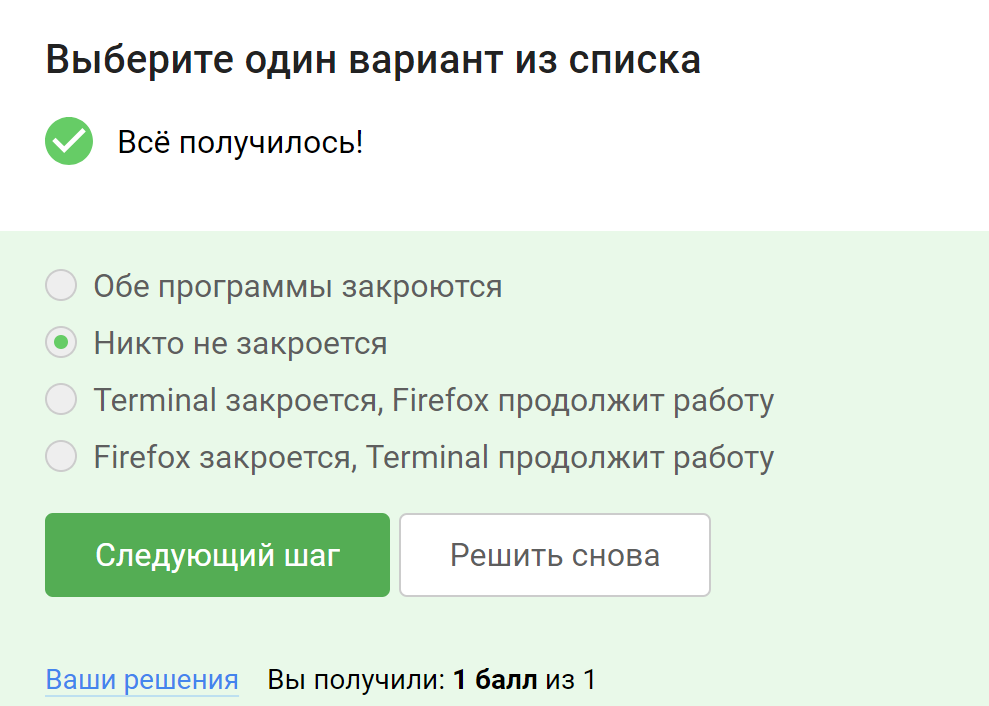 Выберите один вариант из списка
Всё получилось!
Обе программы закроются
Никто не закроется
Terminal закроется, Firefox продолжит работу
Firefox закроется, Terminal продолжит работу
Следующий шаг Решить снова
Ваши решения Вы получили: 1 балл из 1